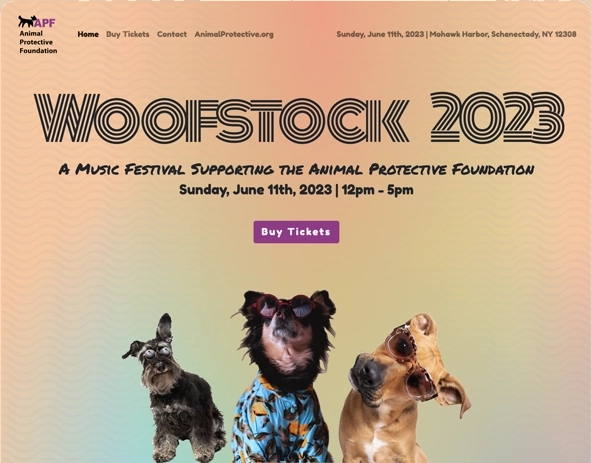 APF
Animal
Protective
Foundation
Home Buy Tickets Contact AnimalProtective.org
Sunday, June 11th, 2023 | Mohawk Harbor, Schenectady, NY 12308
WOOFSTOCK 2023
A Music Festival Supporting the Animal Protective Foundation
Sunday, June 11th, 2023 | 12pm - 5pm
Buy Tickets